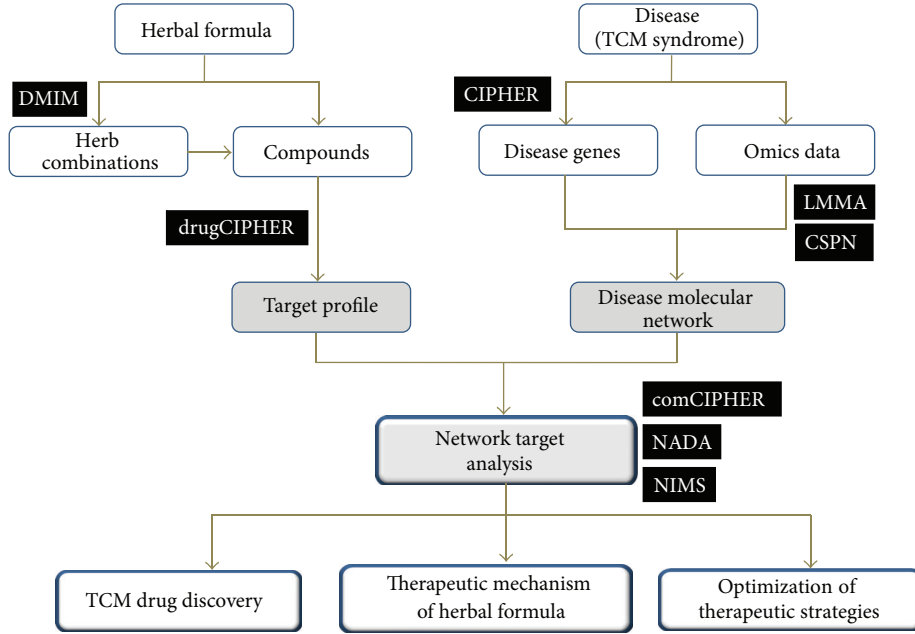 Herbal formula
Disease
(TCM syndrome)
DMIM
CIPHER
Herb
combinations
Compounds
Disease genes
Omics data
LMMA
drugCIPHER
CSPN
Target profile
Disease molecular
network
comCIPHER
Network target
analysis
NADA
NIMS
TCM drug discovery
Therapeutic mechanism
of herbal formula
Optimization of
therapeutic strategies